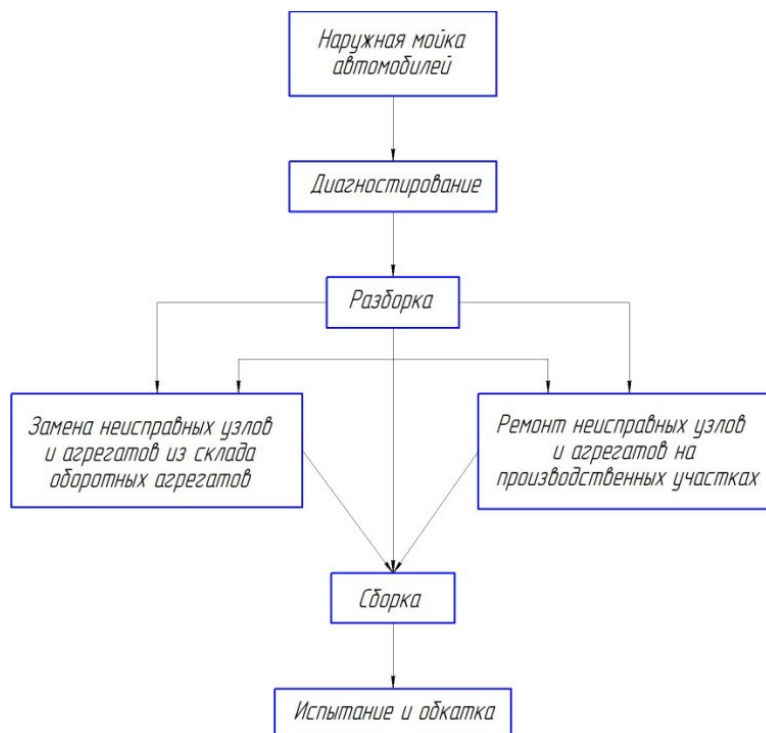 Наружная мойка
автомобилей
Диагностирование
Разборка
Замена неисправных узлов
и агрегатов из склада
оборотных агрегатов
Ремонт неисправных узлов
и агрегатов на
производственных участках
Сборка
Испытание и обкатка